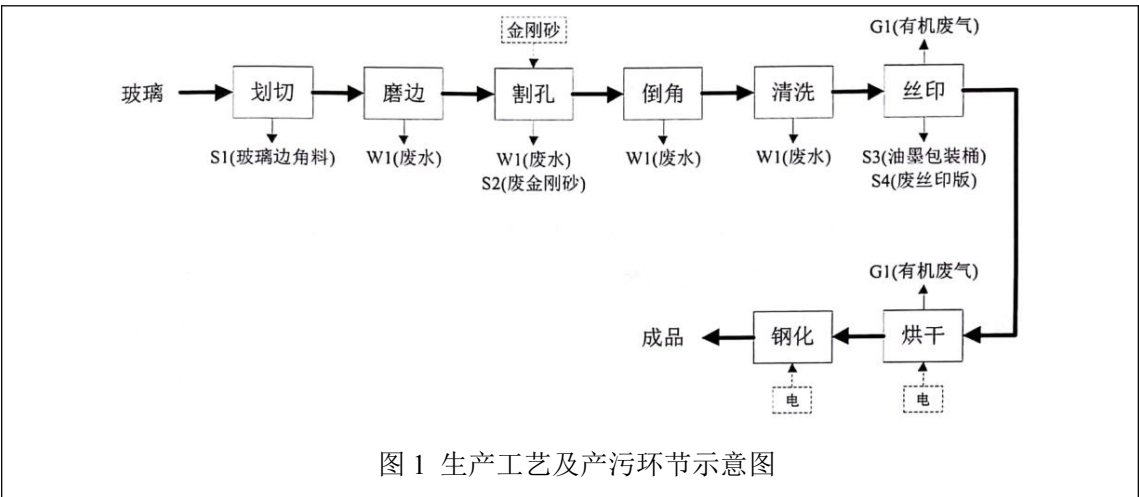 金刚砂
G1(有机废气)
玻璃
划切
磨边
割孔
倒角
清洗
丝印
S1(玻璃边角料)
W1(废水)
W1(废水)
S2(废金刚砂)
W1(废水)
W1(废水)
S3(油墨包装桶)
S4(废丝印版)
G1(有机废气)
成品
钢化
烘干
电
电
图 1 生产工艺及产污环节示意图